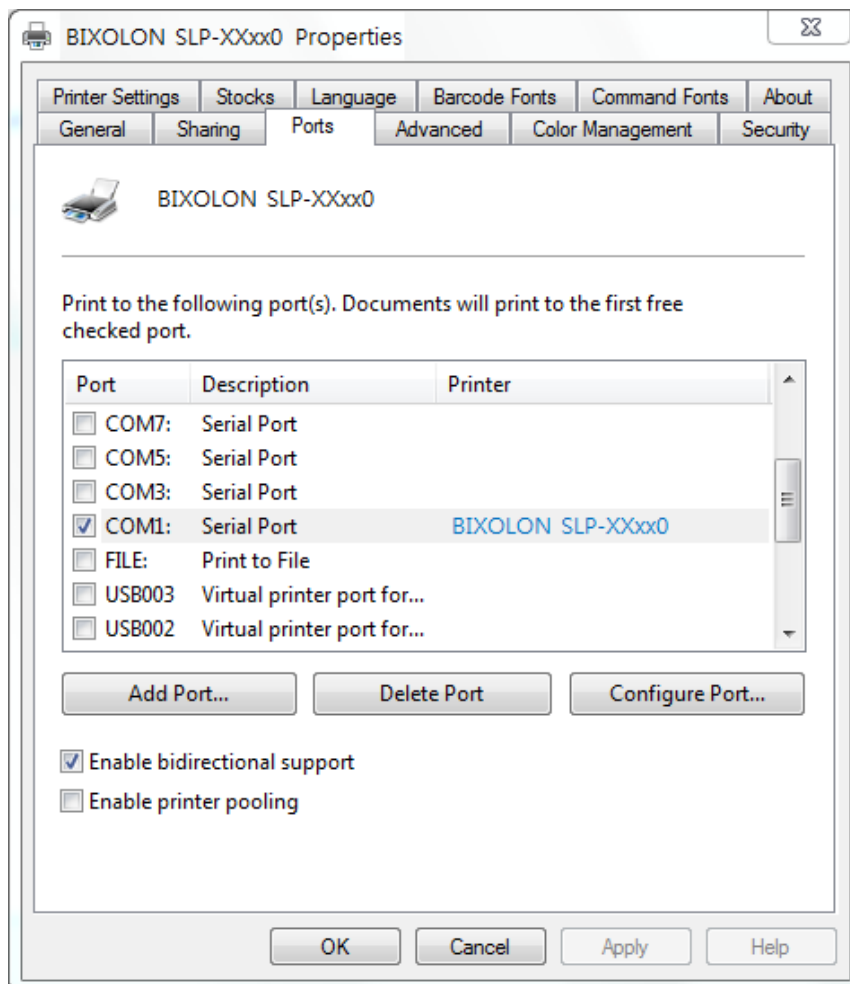 BIXOLON SLP-XXxx0 Properties
Printer Settings Stocks Language Barcode Fonts Command Fonts About
General Sharing Ports Advanced Color Management Security
BIXOLON SLP-XXxx0
Print to the following port(s). Documents will print to the first free
checked port.
Port Description Printer
COM7: Serial Port
COM5: Serial Port
COM3: Serial Port
COM1: Serial Port BIXOLON SLP-XXxx0
FILE: Print to File
USB003 Virtual printer port for...
USB002 Virtual printer port for...
Add Port... Delete Port Configure Port...
Enable bidirectional support
Enable printer pooling
OK Cancel Apply Help